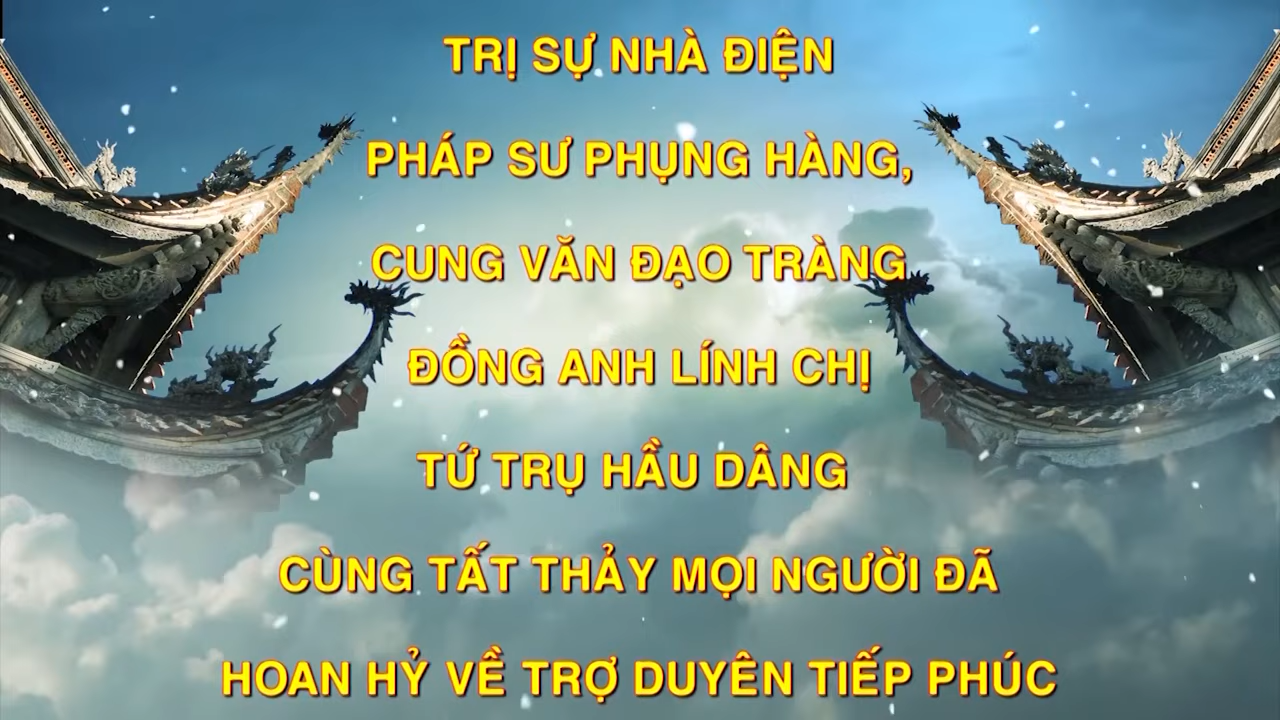 TRỊ SỰ NHÀ ĐIỆN
PHÁP SƯ PHỤNG HÀNG,
CUNG VĂN ĐẠO TRÀNG
ĐỒNG ANH LÍNH CHỊ
TỨ TRỤ HẦU DÂNG
CÙNG TẤT THẢY MỌI NGƯỜI ĐÃ
HOAN HỶ VỀ TRỢ DUYÊN TIẾP PHÚC